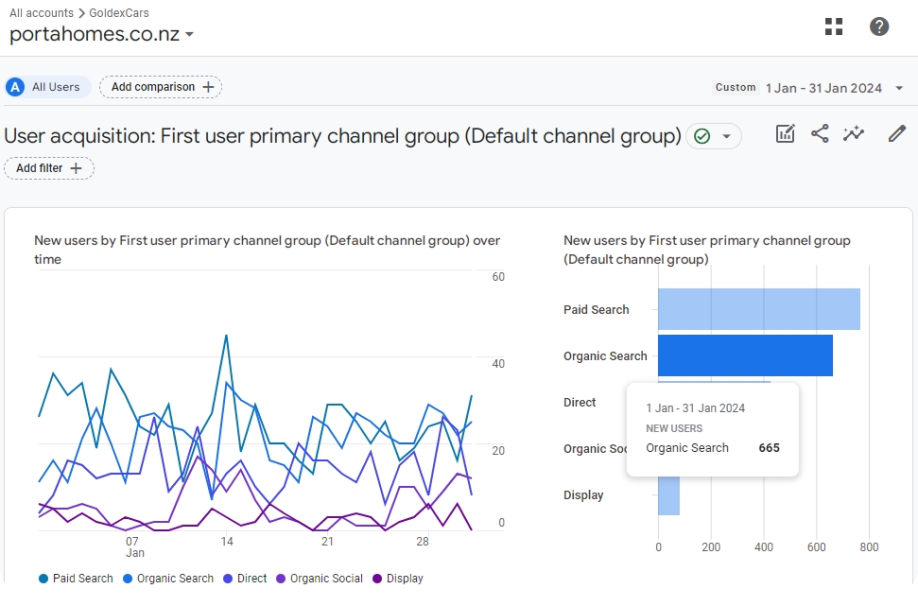 All accounts > GoldexCars
portahomes.co.nz
A All Users
Add comparison +
Custom 1 Jan - 31 Jan 2024
User acquisition: First user primary channel group (Default channel group)
Add filter +
New users by First user primary channel group (Default channel group) over
time
60
40
20
0
07
Jan
14
21
28
Paid Search
Organic Search
Direct
Organic Social
Display
New users by First user primary channel group
(Default channel group)
Paid Search
Organic Search
Direct
Organic Soc
Display
1 Jan - 31 Jan 2024
NEW USERS
Organic Search 665
0 200 400 600 800